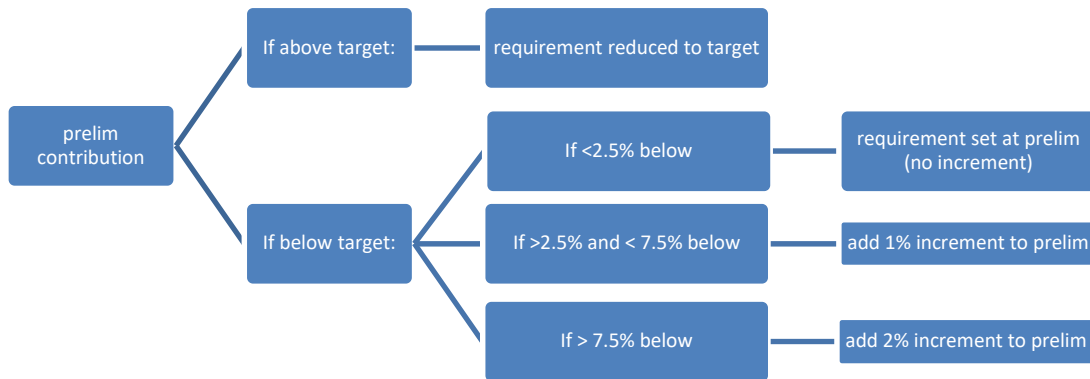 If above target:
requirement reduced to target
prelim
contribution
If <2.5% below
requirement set at prelim
(no increment)
If below target:
If >2.5% and < 7.5% below
add 1% increment to prelim
If > 7.5% below
add 2% increment to prelim